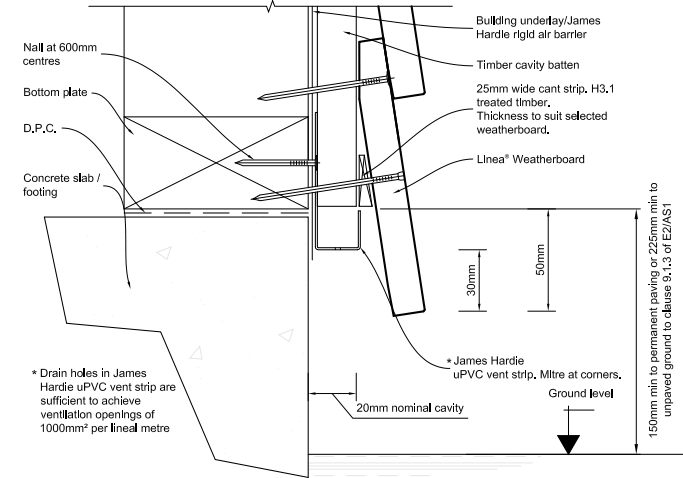 Building underlay/James
Hardie rigid air barrier
Nail at 600mm
centres
Timber cavity batten
Bottom plate
25mm wide cant strip. H3.1
treated timber.
Thickness to suit selected
weatherboard.
D.P.C.
Linea® Weatherboard
Concrete slab /
footing
150mm min to permanent paving or 225mm min to
unpaved ground to clause 9.1.3 of E2/AS1
30mm
50mm
* James Hardie
uPVC vent strip. Mitre at corners.
* Drain holes in James
Hardie uPVC vent strip are
sufficient to achieve
ventilation openings of
1000mm² per lineal metre
20mm nominal cavity
Ground level